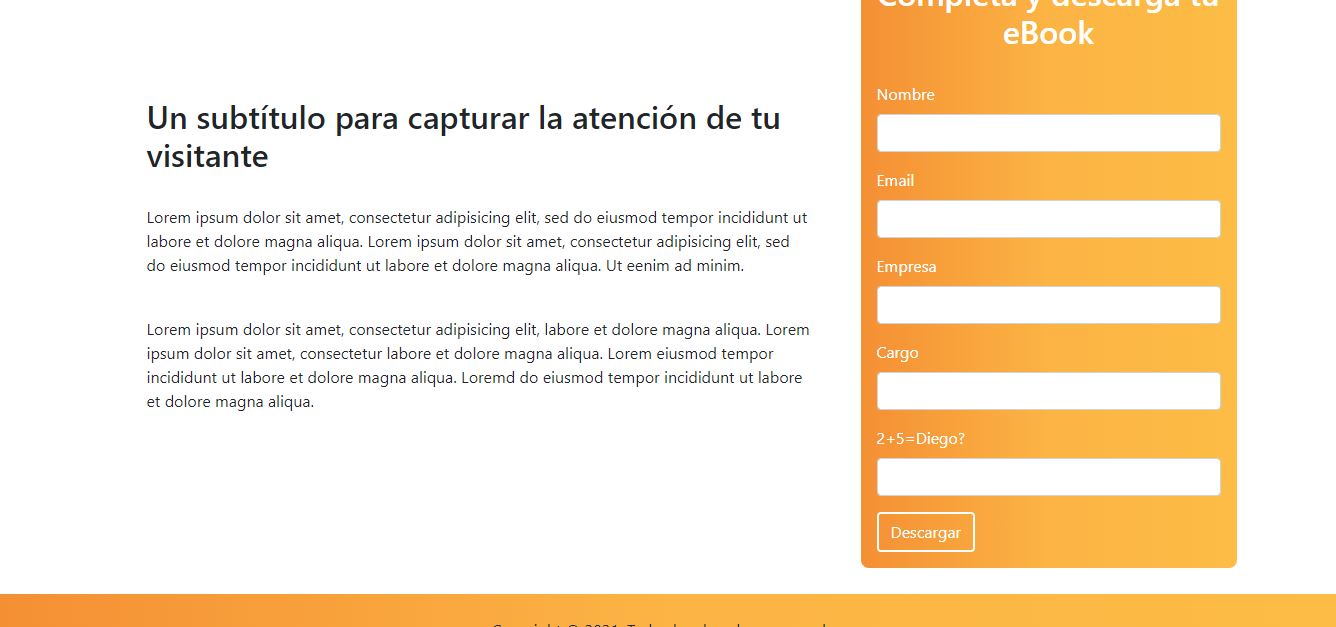 Completa y descarga tu
eBook
Un subtítulo para capturar la atención de tu
visitante
Lorem ipsum dolor sit amet, consectetur adipisicing elit, sed do eiusmod tempor incididunt ut
labore et dolore magna aliqua. Lorem ipsum dolor sit amet, consectetur adipisicing elit, sed
do eiusmod tempor incididunt ut labore et dolore magna aliqua. Ut eenim ad minim.
Lorem ipsum dolor sit amet, consectetur adipisicing elit, labore et dolore magna aliqua. Lorem
ipsum dolor sit amet, consectetur labore et dolore magna aliqua. Lorem eiusmod tempor
incididunt ut labore et dolore magna aliqua. Loremd do eiusmod tempor incididunt ut labore
et dolore magna aliqua.
Nombre
Email
Empresa
Cargo
2+5=Diego?
Descargar
Copyright © 2021.